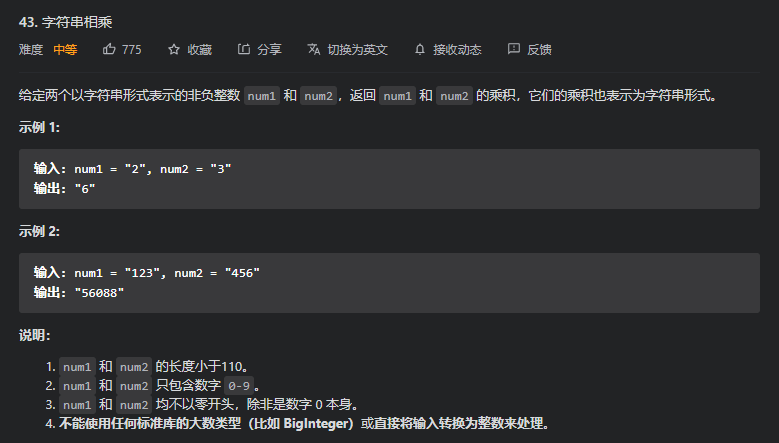 43. 字符串相乘
难度 中等 775 收藏 分享 切换为英文 接收动态 反馈
给定两个以字符串形式表示的非负整数 num1 和 num2，返回 num1 和 num2 的乘积，它们的乘积也表示为字符串形式。
示例 1:
输入: num1 = "2", num2 = "3"
输出: "6"
示例 2:
输入: num1 = "123", num2 = "456"
输出: "56088"
说明：
1. num1 和 num2 的长度小于110。
2. num1 和 num2 只包含数字 0-9。
3. num1 和 num2 均不以零开头，除非是数字 0 本身。
4. 不能使用任何标准库的大数类型（比如 BigInteger）或直接将输入转换为整数来处理。